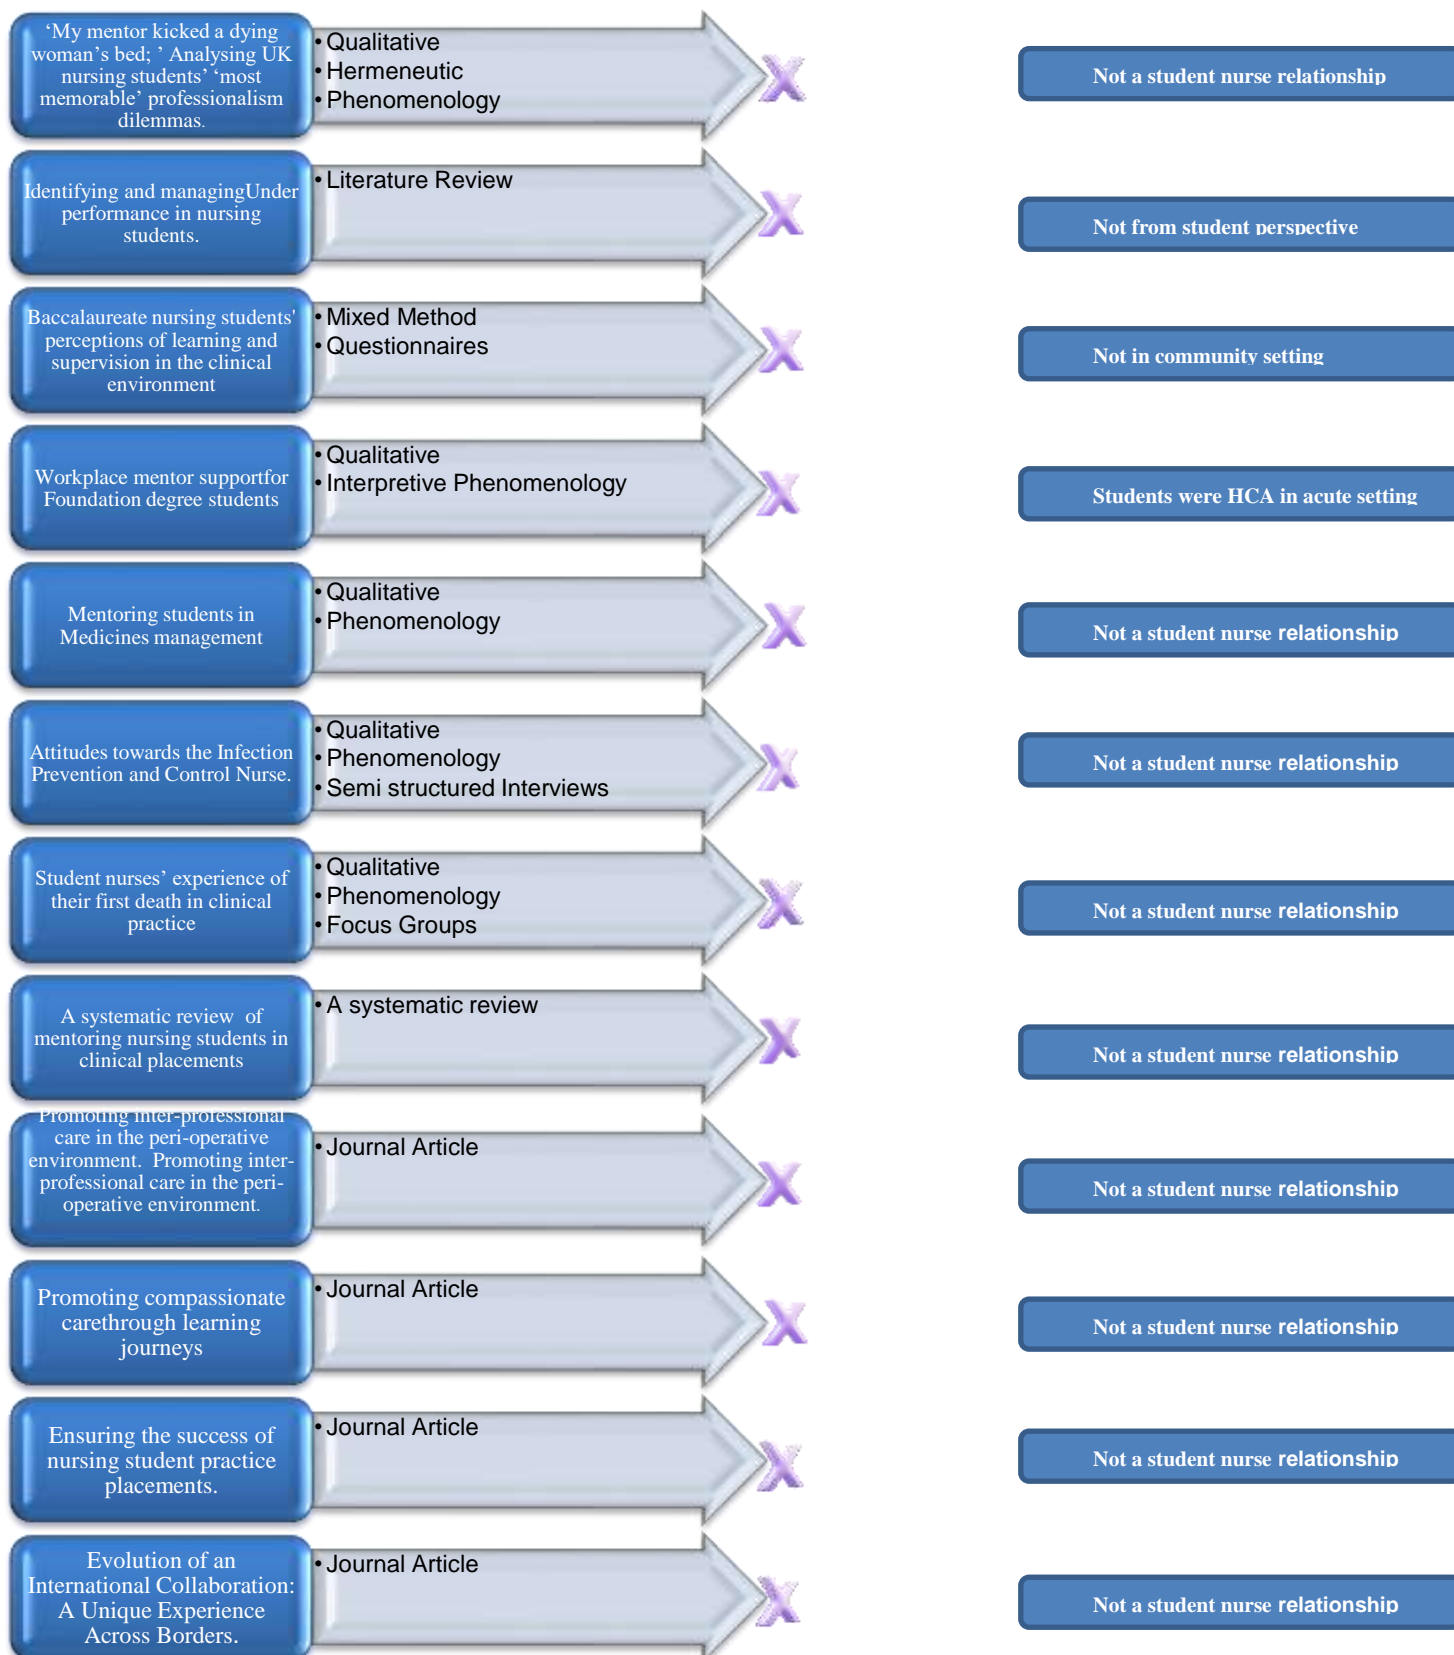 ‘My mentor kicked a dying
woman’s bed; ’ Analysing UK
nursing students’ ‘most
memorable’ professionalism
dilemmas.
•Qualitative
•Hermeneutic
•Phenomenology
X
Not a student nurse relationship
Identifying and managingUnder
performance in nursing
students.
•Literature Review
X
Not from student perspective
Baccalaureate nursing students'
perceptions of learning and
supervision in the clinical
environment
•Mixed Method
•Questionnaires
X
Not in community setting
Workplace mentor supportfor
Foundation degree students
•Qualitative
•Interpretive Phenomenology
X
Students were HCA in acute setting
Mentoring students in
Medicines management
•Qualitative
•Phenomenology
X
Not a student nurse relationship
Attitudes towards the Infection
Prevention and Control Nurse.
•Qualitative
•Phenomenology
•Semi structured Interviews
X
Not a student nurse relationship
Student nurses’ experience of
their first death in clinical
practice
•Qualitative
•Phenomenology
•Focus Groups
X
Not a student nurse relationship
A systematic review of
mentoring nursing students in
clinical placements
•A systematic review
X
Not a student nurse relationship
Promoting inter-professional
care in the peri-operative
environment. Promoting inter-
professional care in the peri-
operative environment.
•Journal Article
X
Not a student nurse relationship
Promoting compassionate
carethrough learning
journeys
•Journal Article
X
Not a student nurse relationship
Ensuring the success of
nursing student practice
placements.
•Journal Article
X
Not a student nurse relationship
Evolution of an
International Collaboration:
A Unique Experience
Across Borders.
•Journal Article
X
Not a student nurse relationship